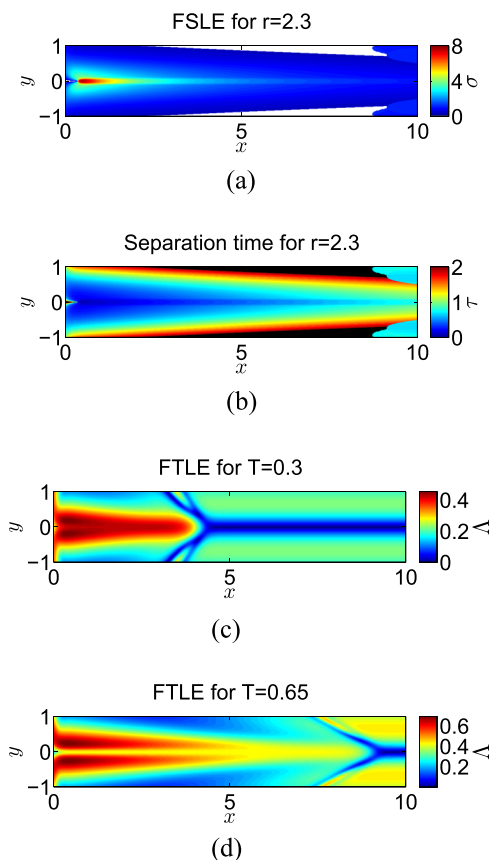 FSLE for r=2.3
1
0
−1
y
0 5 10
x
8
4
0
σ
(a)
Separation time for r=2.3
1
0
−1
y
0 5 10
x
2
1
0
τ
(b)
FTLE for T=0.3
1
0
−1
y
0 5 10
x
0.4
0.2
0
Λ
(c)
FTLE for T=0.65
1
0
−1
y
0 5 10
x
0.6
0.4
0.2
Λ
(d)